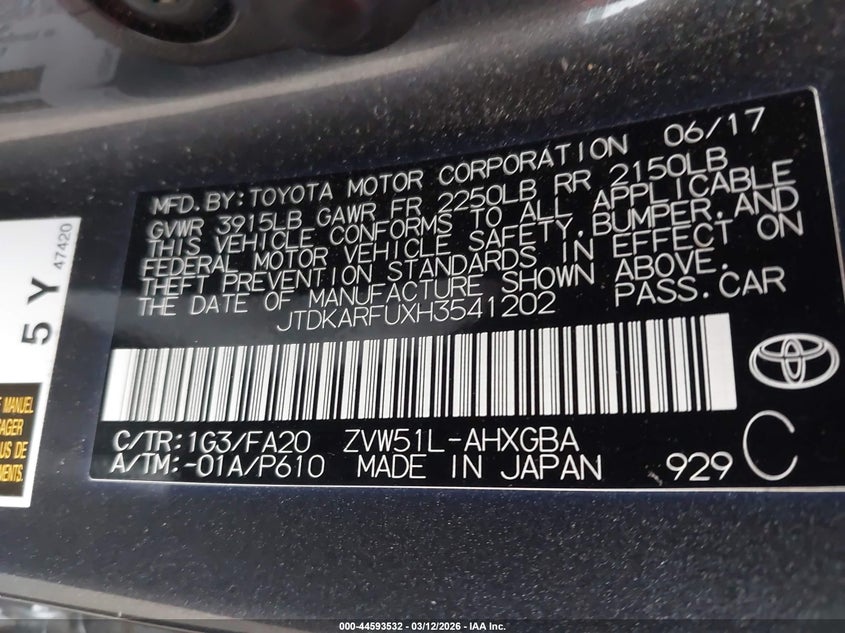 MFD. BY: TOYOTA MOTOR CORPORATION 06/17
GVWR 3915LB GAWR FR 2250LB RR 2150LB
THIS VEHICLE CONFORMS TO ALL APPLICABLE
FEDERAL MOTOR VEHICLE SAFETY, BUMPER, AND
THEFT PREVENTION STANDARDS IN EFFECT ON
THE DATE OF MANUFACTURE SHOWN ABOVE.
JTDKARFUXH3541202 PASS. CAR
C/TR: 1G3/FA20 ZVW51L-AHXGBA
A/TM: -01A/P610 MADE IN JAPAN 929 C
5 Y
47420
MANUEL
DE
MENTS.
000-44593532 - 03/12/2026 - IAA Inc.